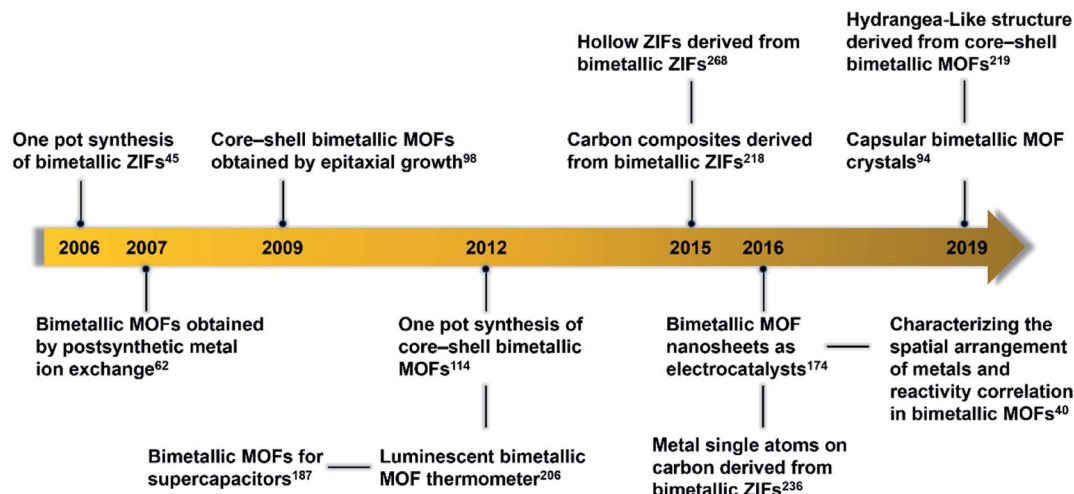 Hollow ZIFs derived from
bimetallic ZIFs268
Hydrangea-Like structure
derived from core–shell
bimetallic MOFs219
One pot synthesis
of bimetallic ZIFs45
Core–shell bimetallic MOFs
obtained by epitaxial growth98
Carbon composites derived
from bimetallic ZIFs218
Capsular bimetallic MOF
crystals94
2006 2007 2009 2012 2015 2016 2019
Bimetallic MOFs obtained
by postsynthetic metal
ion exchange62
One pot synthesis of
core–shell bimetallic
MOFs114
Bimetallic MOF
nanosheets as
electrocatalysts174
Characterizing the
spatial arrangement
of metals and
reactivity correlation
in bimetallic MOFs40
Bimetallic MOFs for
supercapacitors187
Luminescent bimetallic
MOF thermometer206
Metal single atoms on
carbon derived from
bimetallic ZIFs236